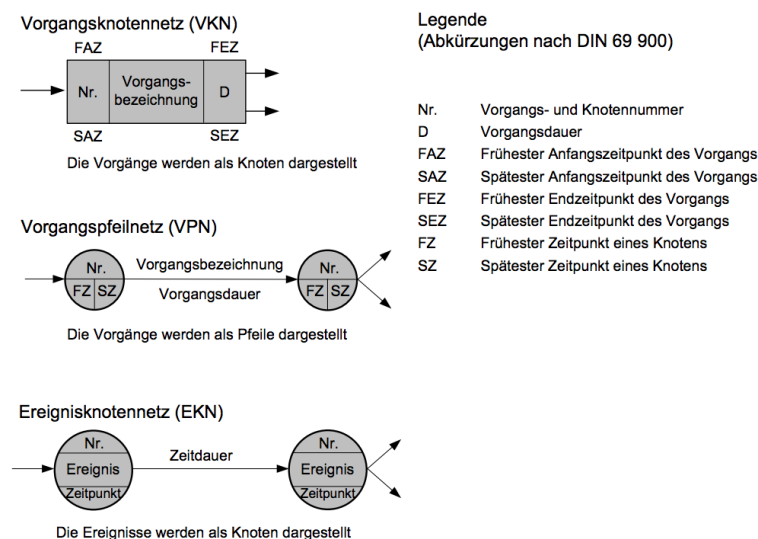 Vorgangsknotennetz (VKN)
FAZ FEZ
Nr. Vorgangs-
bezeichnung D
SAZ SEZ
Die Vorgänge werden als Knoten dargestellt
Vorgangspfeilnetz (VPN)
Nr. Vorgangsbezeichnung Nr.
FZ SZ Vorgangsdauer FZ SZ
Die Vorgänge werden als Pfeile dargestellt
Ereignisknotennetz (EKN)
Nr. Nr.
Ereignis Zeitdauer Ereignis
Zeitpunkt Zeitpunkt
Die Ereignisse werden als Knoten dargestellt
Legende
(Abkürzungen nach DIN 69 900)
Nr. Vorgangs- und Knotennummer
D Vorgangsdauer
FAZ Frühester Anfangszeitpunkt des Vorgangs
SAZ Spätester Anfangszeitpunkt des Vorgangs
FEZ Frühester Endzeitpunkt des Vorgangs
SEZ Spätester Endzeitpunkt des Vorgangs
FZ Frühester Zeitpunkt eines Knotens
SZ Spätester Zeitpunkt eines Knotens